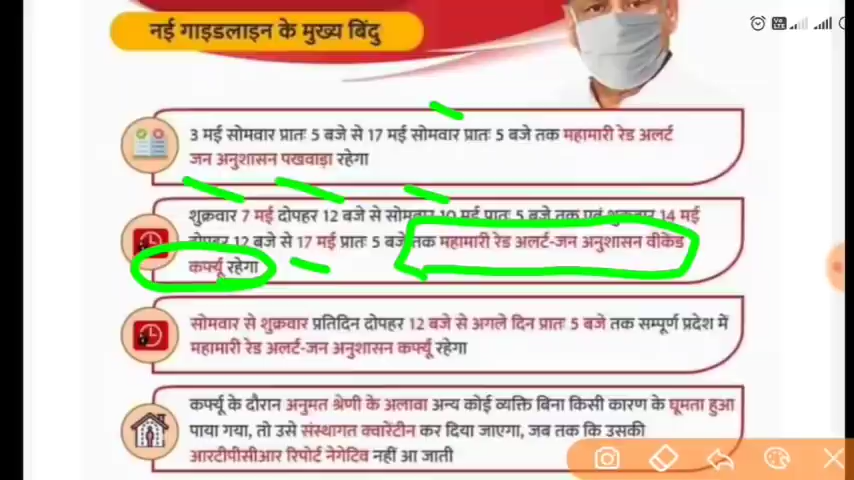 नई गाइडलाइन के मुख्य बिंदु
3 मई सोमवार प्रातः 5 बजे से 17 मई सोमवार प्रातः 5 बजे तक महामारी रेड अलर्ट
जन अनुशासन पखवाड़ा रहेगा
शुक्रवार 7 मई दोपहर 12 बजे से सोमवार 10 मई प्रातः 5 बजे तक एवं शुक्रवार 14 मई
दोपहर 12 बजे से 17 मई प्रातः 5 बजे तक महामारी रेड अलर्ट-जन अनुशासन वीकेंड
कर्फ्यू रहेगा
सोमवार से शुक्रवार प्रतिदिन दोपहर 12 बजे से अगले दिन प्रातः 5 बजे तक सम्पूर्ण प्रदेश में
महामारी रेड अलर्ट-जन अनुशासन कर्फ्यू रहेगा
कर्फ्यू के दौरान अनुमत श्रेणी के अलावा अन्य कोई व्यक्ति बिना किसी कारण के घूमता हुआ
पाया गया, तो उसे संस्थागत क्वारेंटीन कर दिया जाएगा, जब तक कि उसकी
आरटीपीसीआर रिपोर्ट नेगेटिव नहीं आ जाती